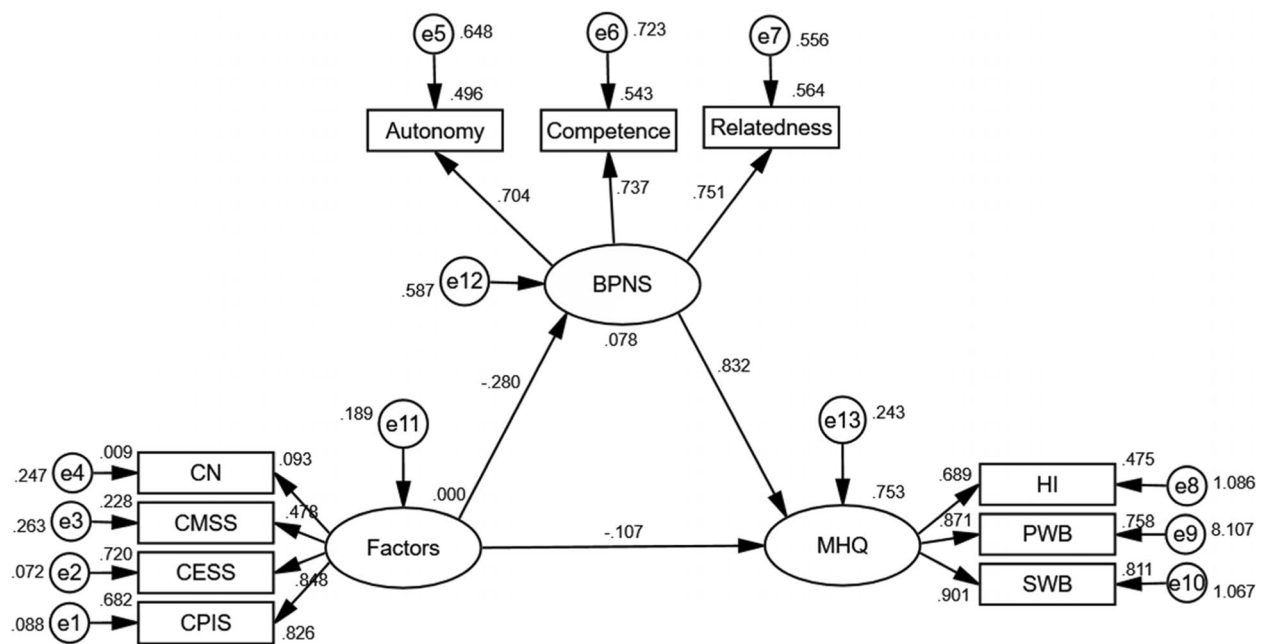 e5 .648
e6 .723
e7 .556
.496
.543
.564
Autonomy
Competence
Relatedness
.704
.737
.751
e12
.587
BPNS
.078
-.280
.832
.189
e11
e13
.243
e4
.247
.009
CN
.093
.000
.753
.689
HI
.475
e8
1.086
e3
.263
.228
CMSS
.478
Factors
-.107
MHQ
.871
PWB
.758
e9
8.107
e2
.072
.720
CESS
.848
.901
SWB
.811
e10
1.067
e1
.088
.682
CPIS
.826